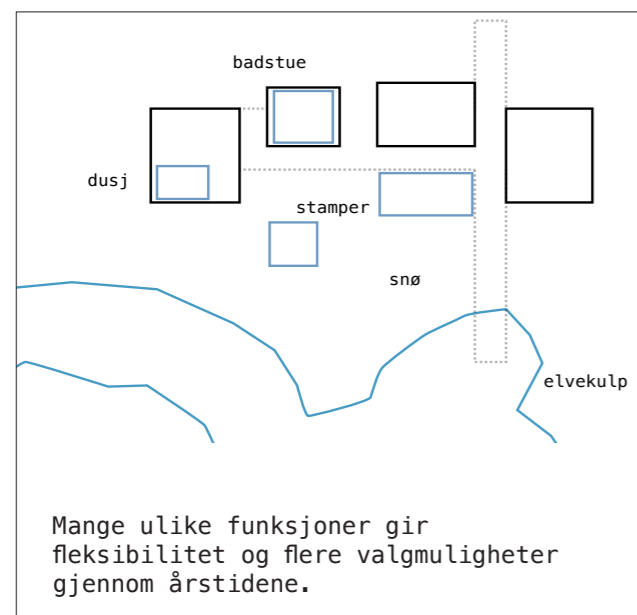 badstue
dusj
stamper
snø
elvekulp
Mange ulike funksjoner gir
fleksibilitet og flere valgmuligheter
gjennom årstidene.